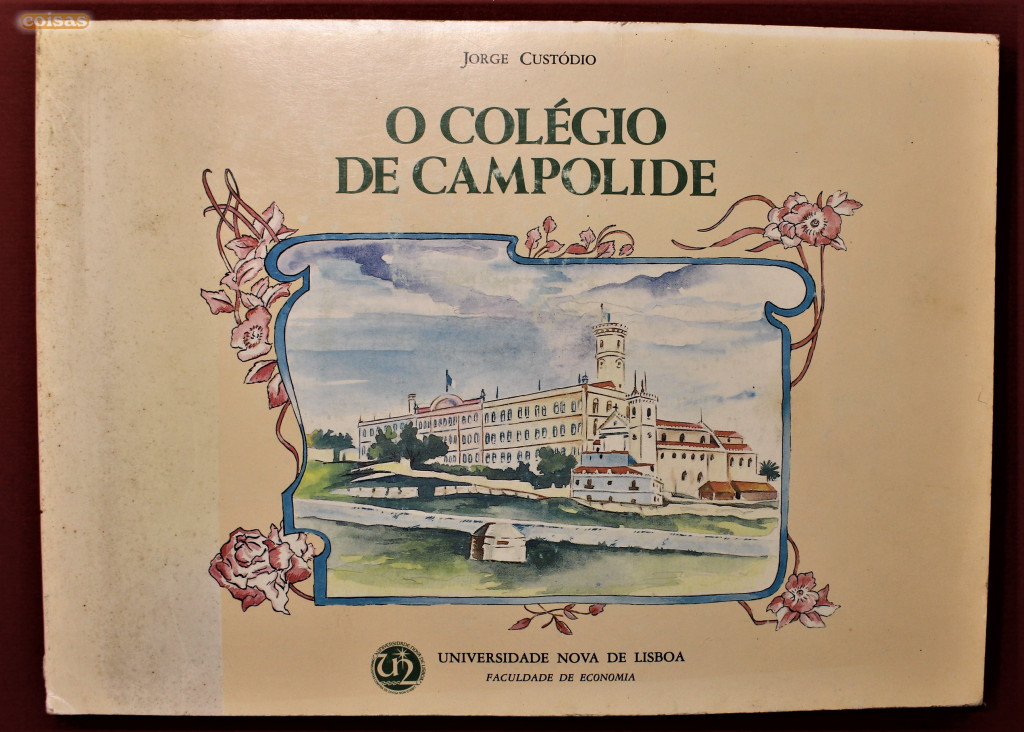 coisas
JORGE CUSTÓDIO
O COLÉGIO
DE CAMPOLIDE
UNIVERSIDADE NOVA DE LISBOA
FACULDADE DE ECONOMIA